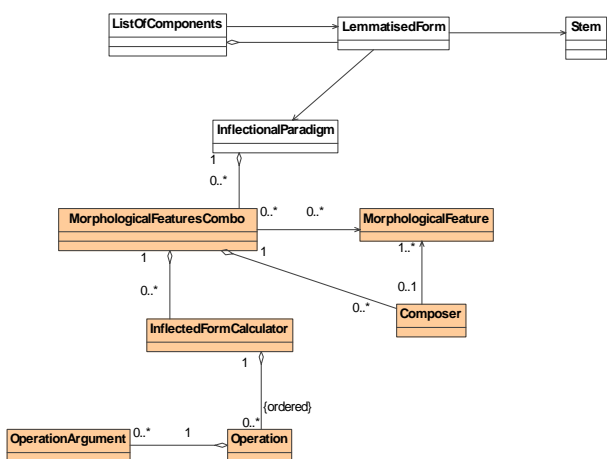 ListOfComponents
LemmatisedForm
Stem
InflectionalParadigm
1
0..*
MorphologicalFeaturesCombo
0..*
0..*
MorphologicalFeature
1
1
1..*
0..*
0..1
0..*
Composer
InflectedFormCalculator
1
{ordered}
0..*
OperationArgument
0..*
1
Operation